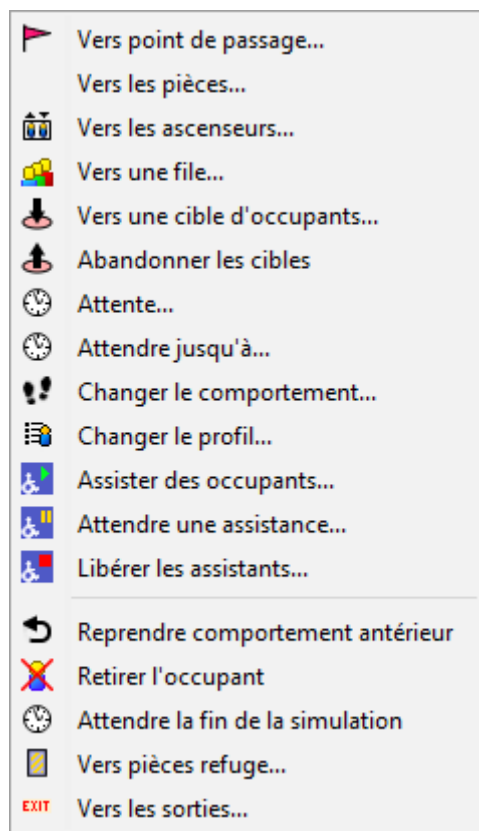 Vers point de passage...
Vers les pièces...
Vers les ascenseurs...
Vers une file...
Vers une cible d'occupants...
Abandonner les cibles
Attente...
Attendre jusqu'à...
Changer le comportement...
Changer le profil...
Assister des occupants...
Attendre une assistance...
Libérer les assistants...
Reprendre comportement antérieur
Retirer l'occupant
Attendre la fin de la simulation
Vers pièces refuge...
EXIT Vers les sorties...